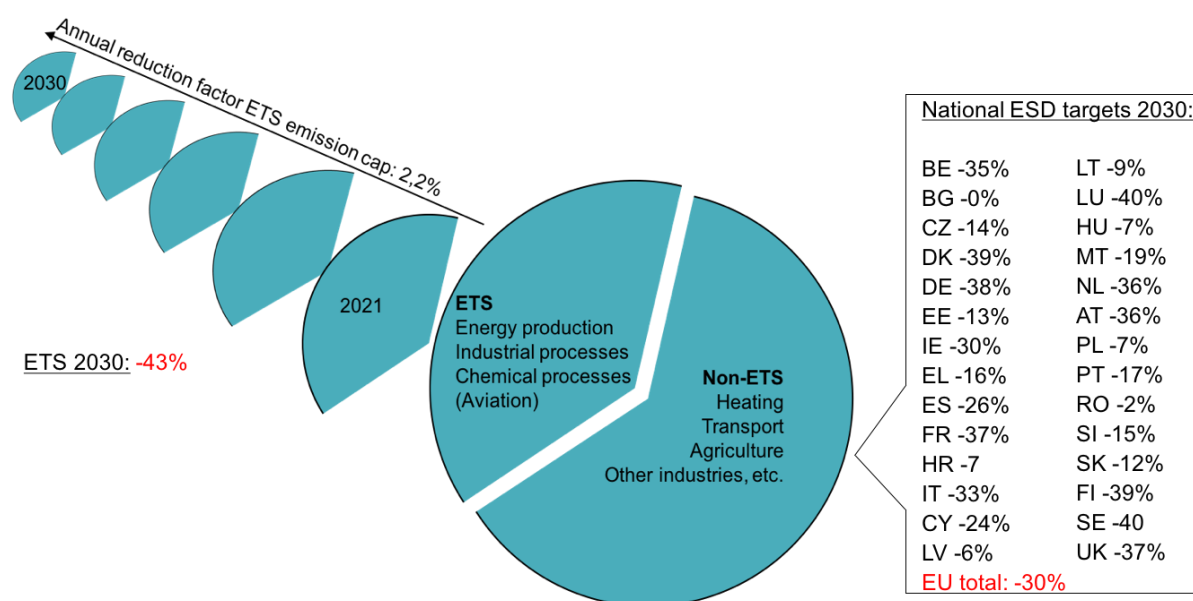 Annual reduction factor ETS emission cap: 2,2%
2030
2021
ETS 2030: -43%
ETS
Energy production
Industrial processes
Chemical processes
(Aviation)
Non-ETS
Heating
Transport
Agriculture
Other industries, etc.
National ESD targets 2030:
BE -35%
BG -0%
CZ -14%
DK -39%
DE -38%
EE -13%
IE -30%
EL -16%
ES -26%
FR -37%
HR -7
IT -33%
CY -24%
LV -6%
LT -9%
LU -40%
HU -7%
MT -19%
NL -36%
AT -36%
PL -7%
PT -17%
RO -2%
SI -15%
SK -12%
FI -39%
SE -40
UK -37%
EU total: -30%